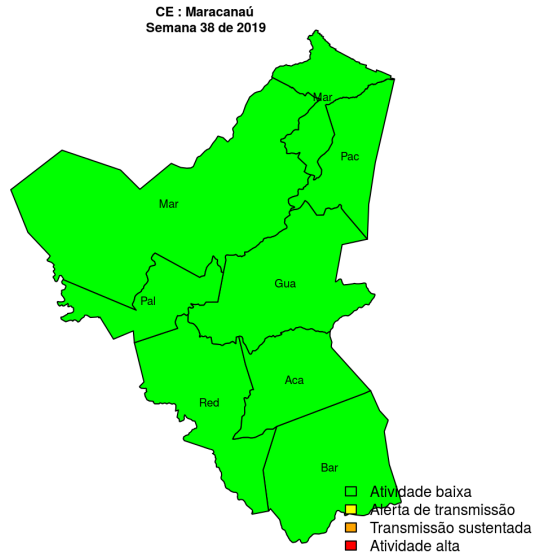 CE : Maracanaú
Semana 38 de 2019
Mar
Pac
Mar
Gua
Pal
Aca
Red
Bar
Atividade baixa
Alerta de transmissão
Transmissão sustentada
Atividade alta